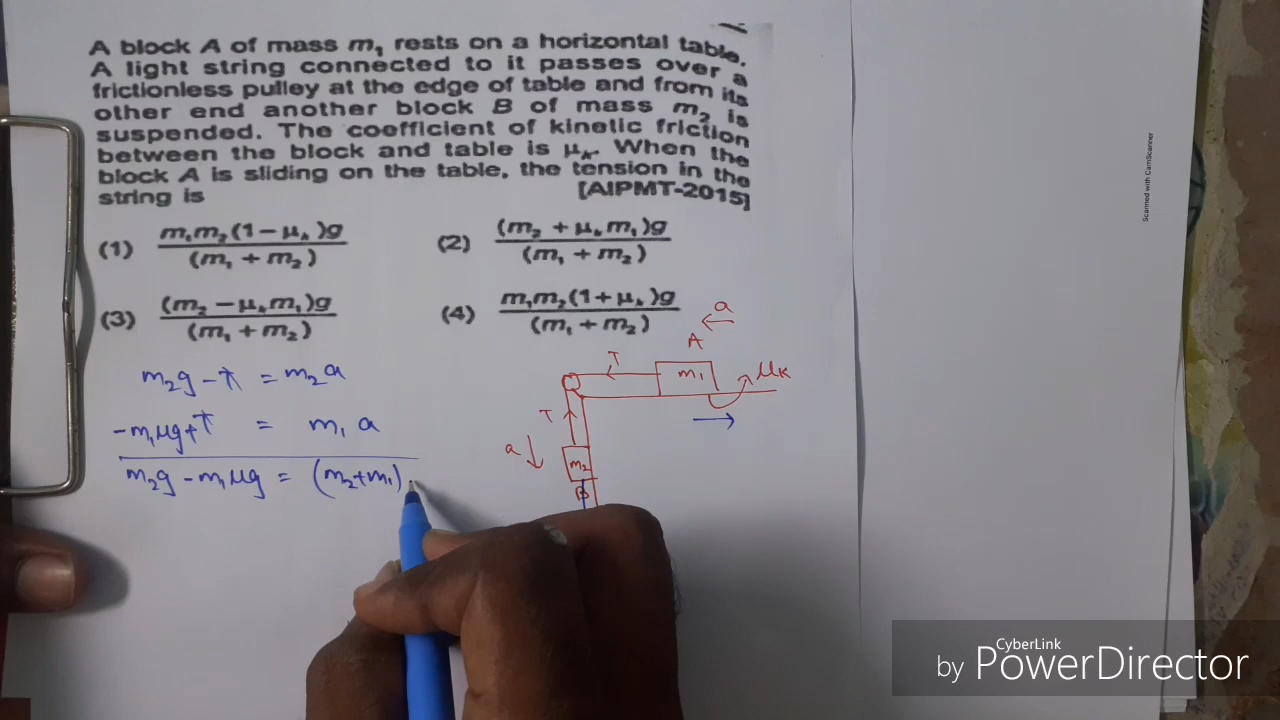 A block A of mass m₁ rests on a horizontal table.
A light string connected to it passes over a
frictionless pulley at the edge of table and from its
other end another block B of mass m₂ is
suspended. The coefficient of kinetic friction
between the block and table is μₖ. When the
block A is sliding on the table, the tension in the
string is [AIPMT-2015]
(1) m₁m₂(1−μₖ)g / (m₁ + m₂)
(2) (m₂ + μₖm₁)g / (m₁ + m₂)
(3) (m₂ −μₖm₁)g / (m₁ + m₂)
(4) m₁m₂(1+μₖ)g / (m₁ + m₂)
m₂g − T = m₂a
−m₁μg+T = m₁ a
m₂g − m₁μg = (m₂+m₁)
a
A
T
m₁
μK
T
a
m₂
B
Scanned with CamScanner
CyberLink
by PowerDirector